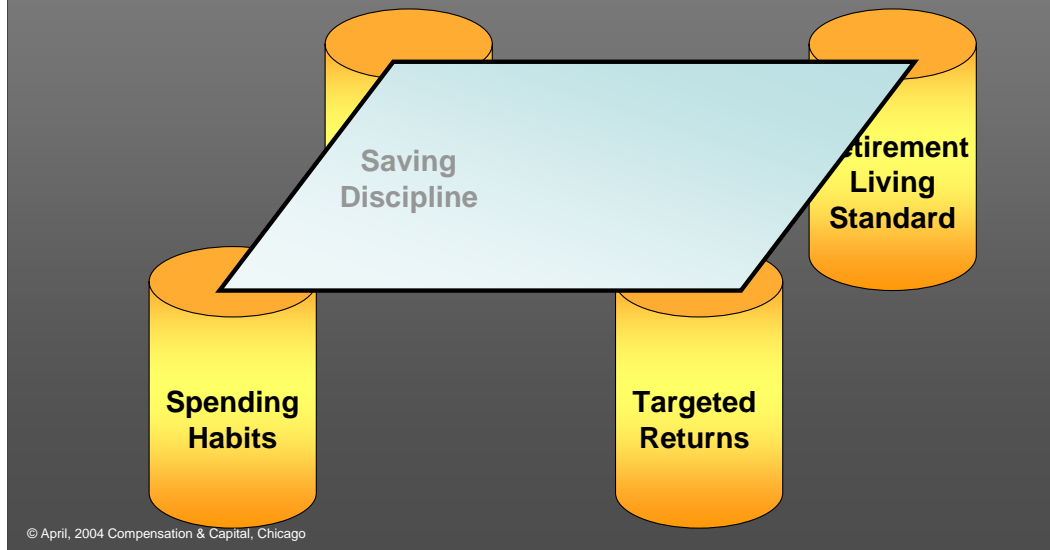 Saving
Discipline
etirement
Living
Standard
Spending
Habits
Targeted
Returns
© April, 2004 Compensation & Capital, Chicago